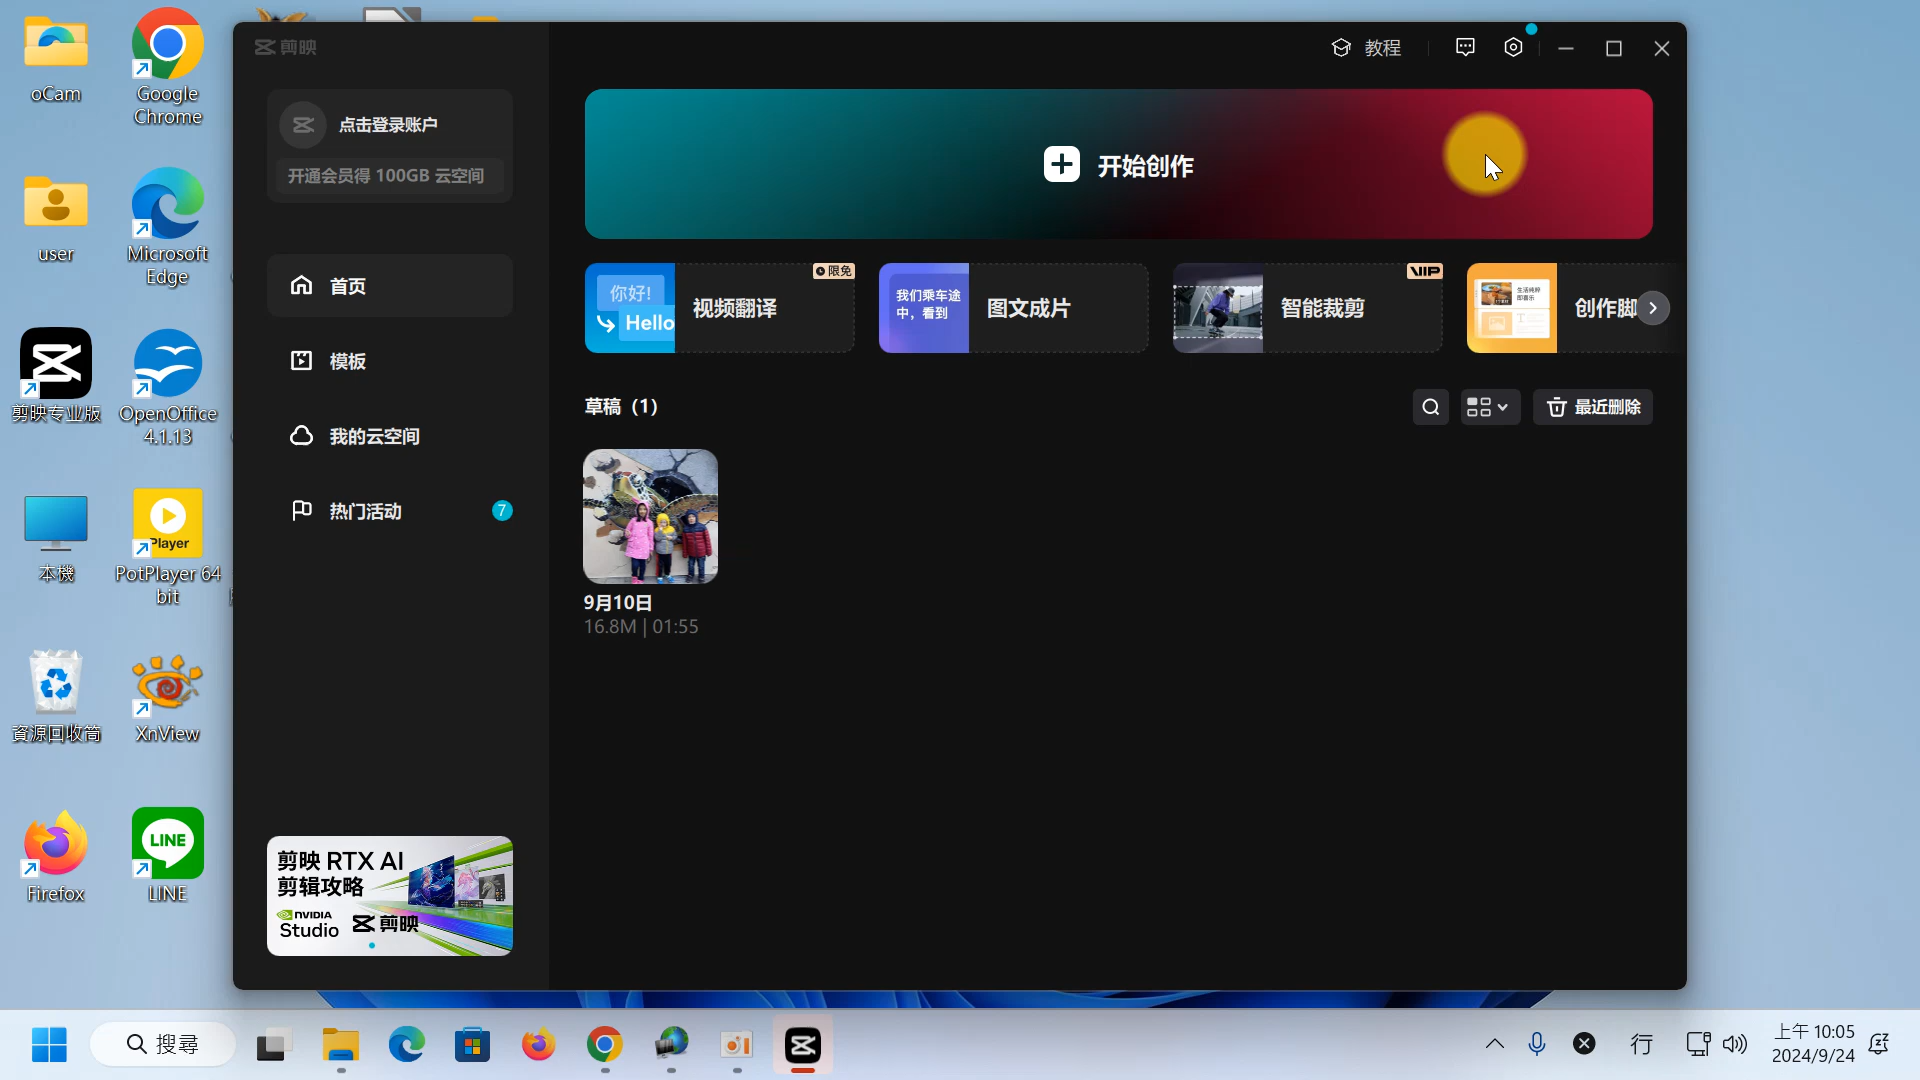 oCam
Google
Chrome
user
Microsoft
Edge
剪映专业版
OpenOffice
4.1.13
本機
Player
PotPlayer 64
bit
資源回收筒
XnView
Firefox
LINE
LINE
剪映
教程
点击登录账户
开通会员得 100GB 云空间
首页
模板
我的云空间
热门活动
7
剪映 RTX AI
剪辑攻略
NVIDIA
Studio
剪映
开始创作
你好!
Hello
视频翻译
限免
我们乘车途
中，看到
图文成片
智能裁剪
VIP
生活纯粹
即喜乐
创作脚
草稿（1）
最近删除
9月10日
16.8M | 01:55
搜尋
行
上午 10:05
2024/9/24